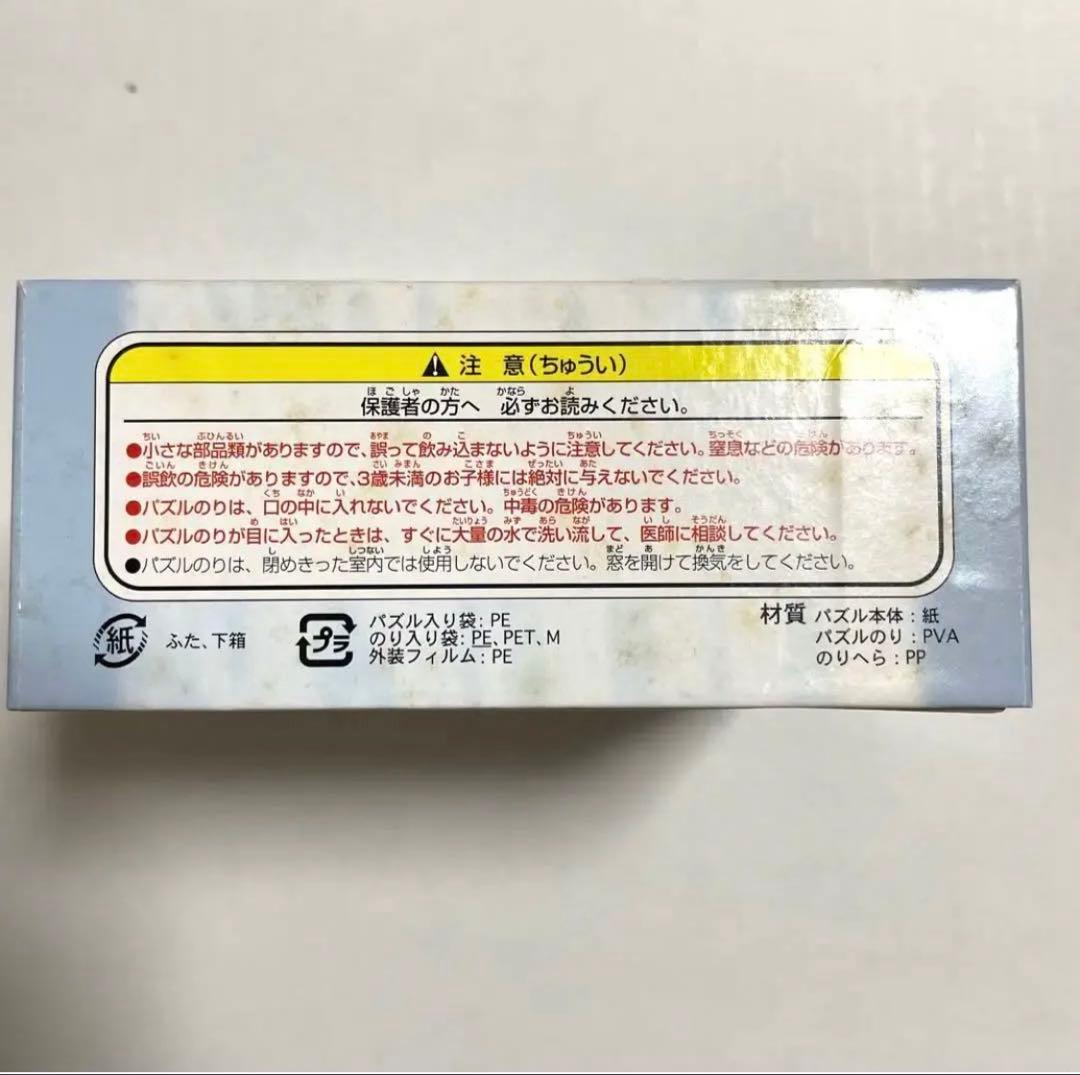 注 意(ちゅうい)
保護者の方へ 必ずお読みください。
●小さな部品類がありますので、誤って飲み込まないように注意してください。窒息などの危険があります。
●誤飲の危険がありますので、3歳未満のお子様には絶対に与えないでください。
●パズルのりは、口の中に入れないでください。中毒の危険があります。
●パズルのりが目に入ったときは、すぐに大量の水で洗い流して、医師に相談してください。
●パズルのりは、閉めきった室内では使用しないでください。窓を開けて換気をしてください。
紙 ふた、下箱
プラ パズル入り袋:PE
のり入り袋:PE、PET、M
外装フィルム:PE
材質 パズル本体:紙
パズルのり:PVA
のりへら:PP